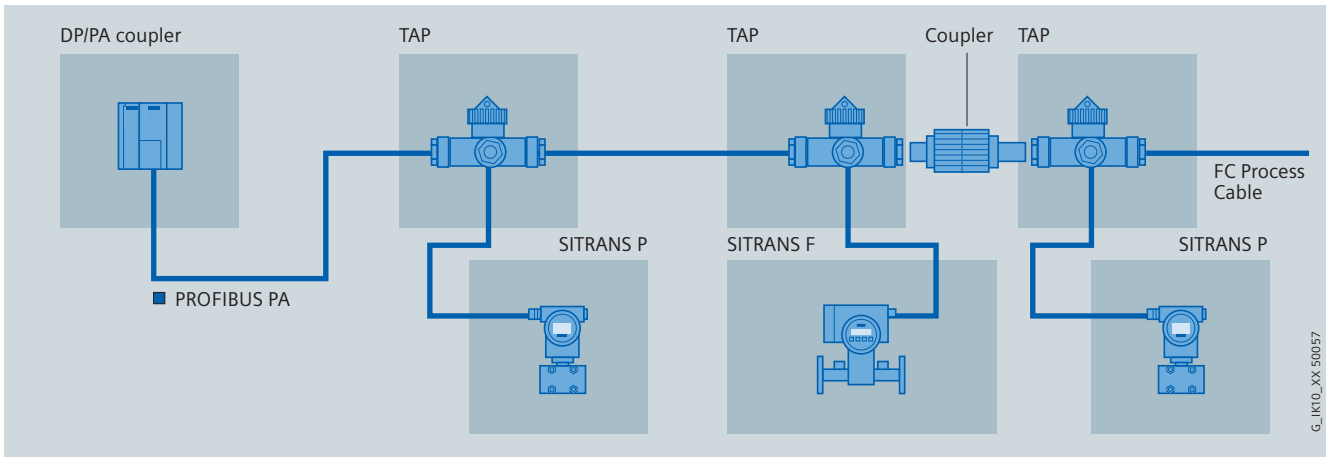 DP/PA coupler
TAP
TAP
Coupler
TAP
FC Process
Cable
SITRANS P
SITRANS F
SITRANS P
PROFIBUS PA
G_IK10_XX 50057